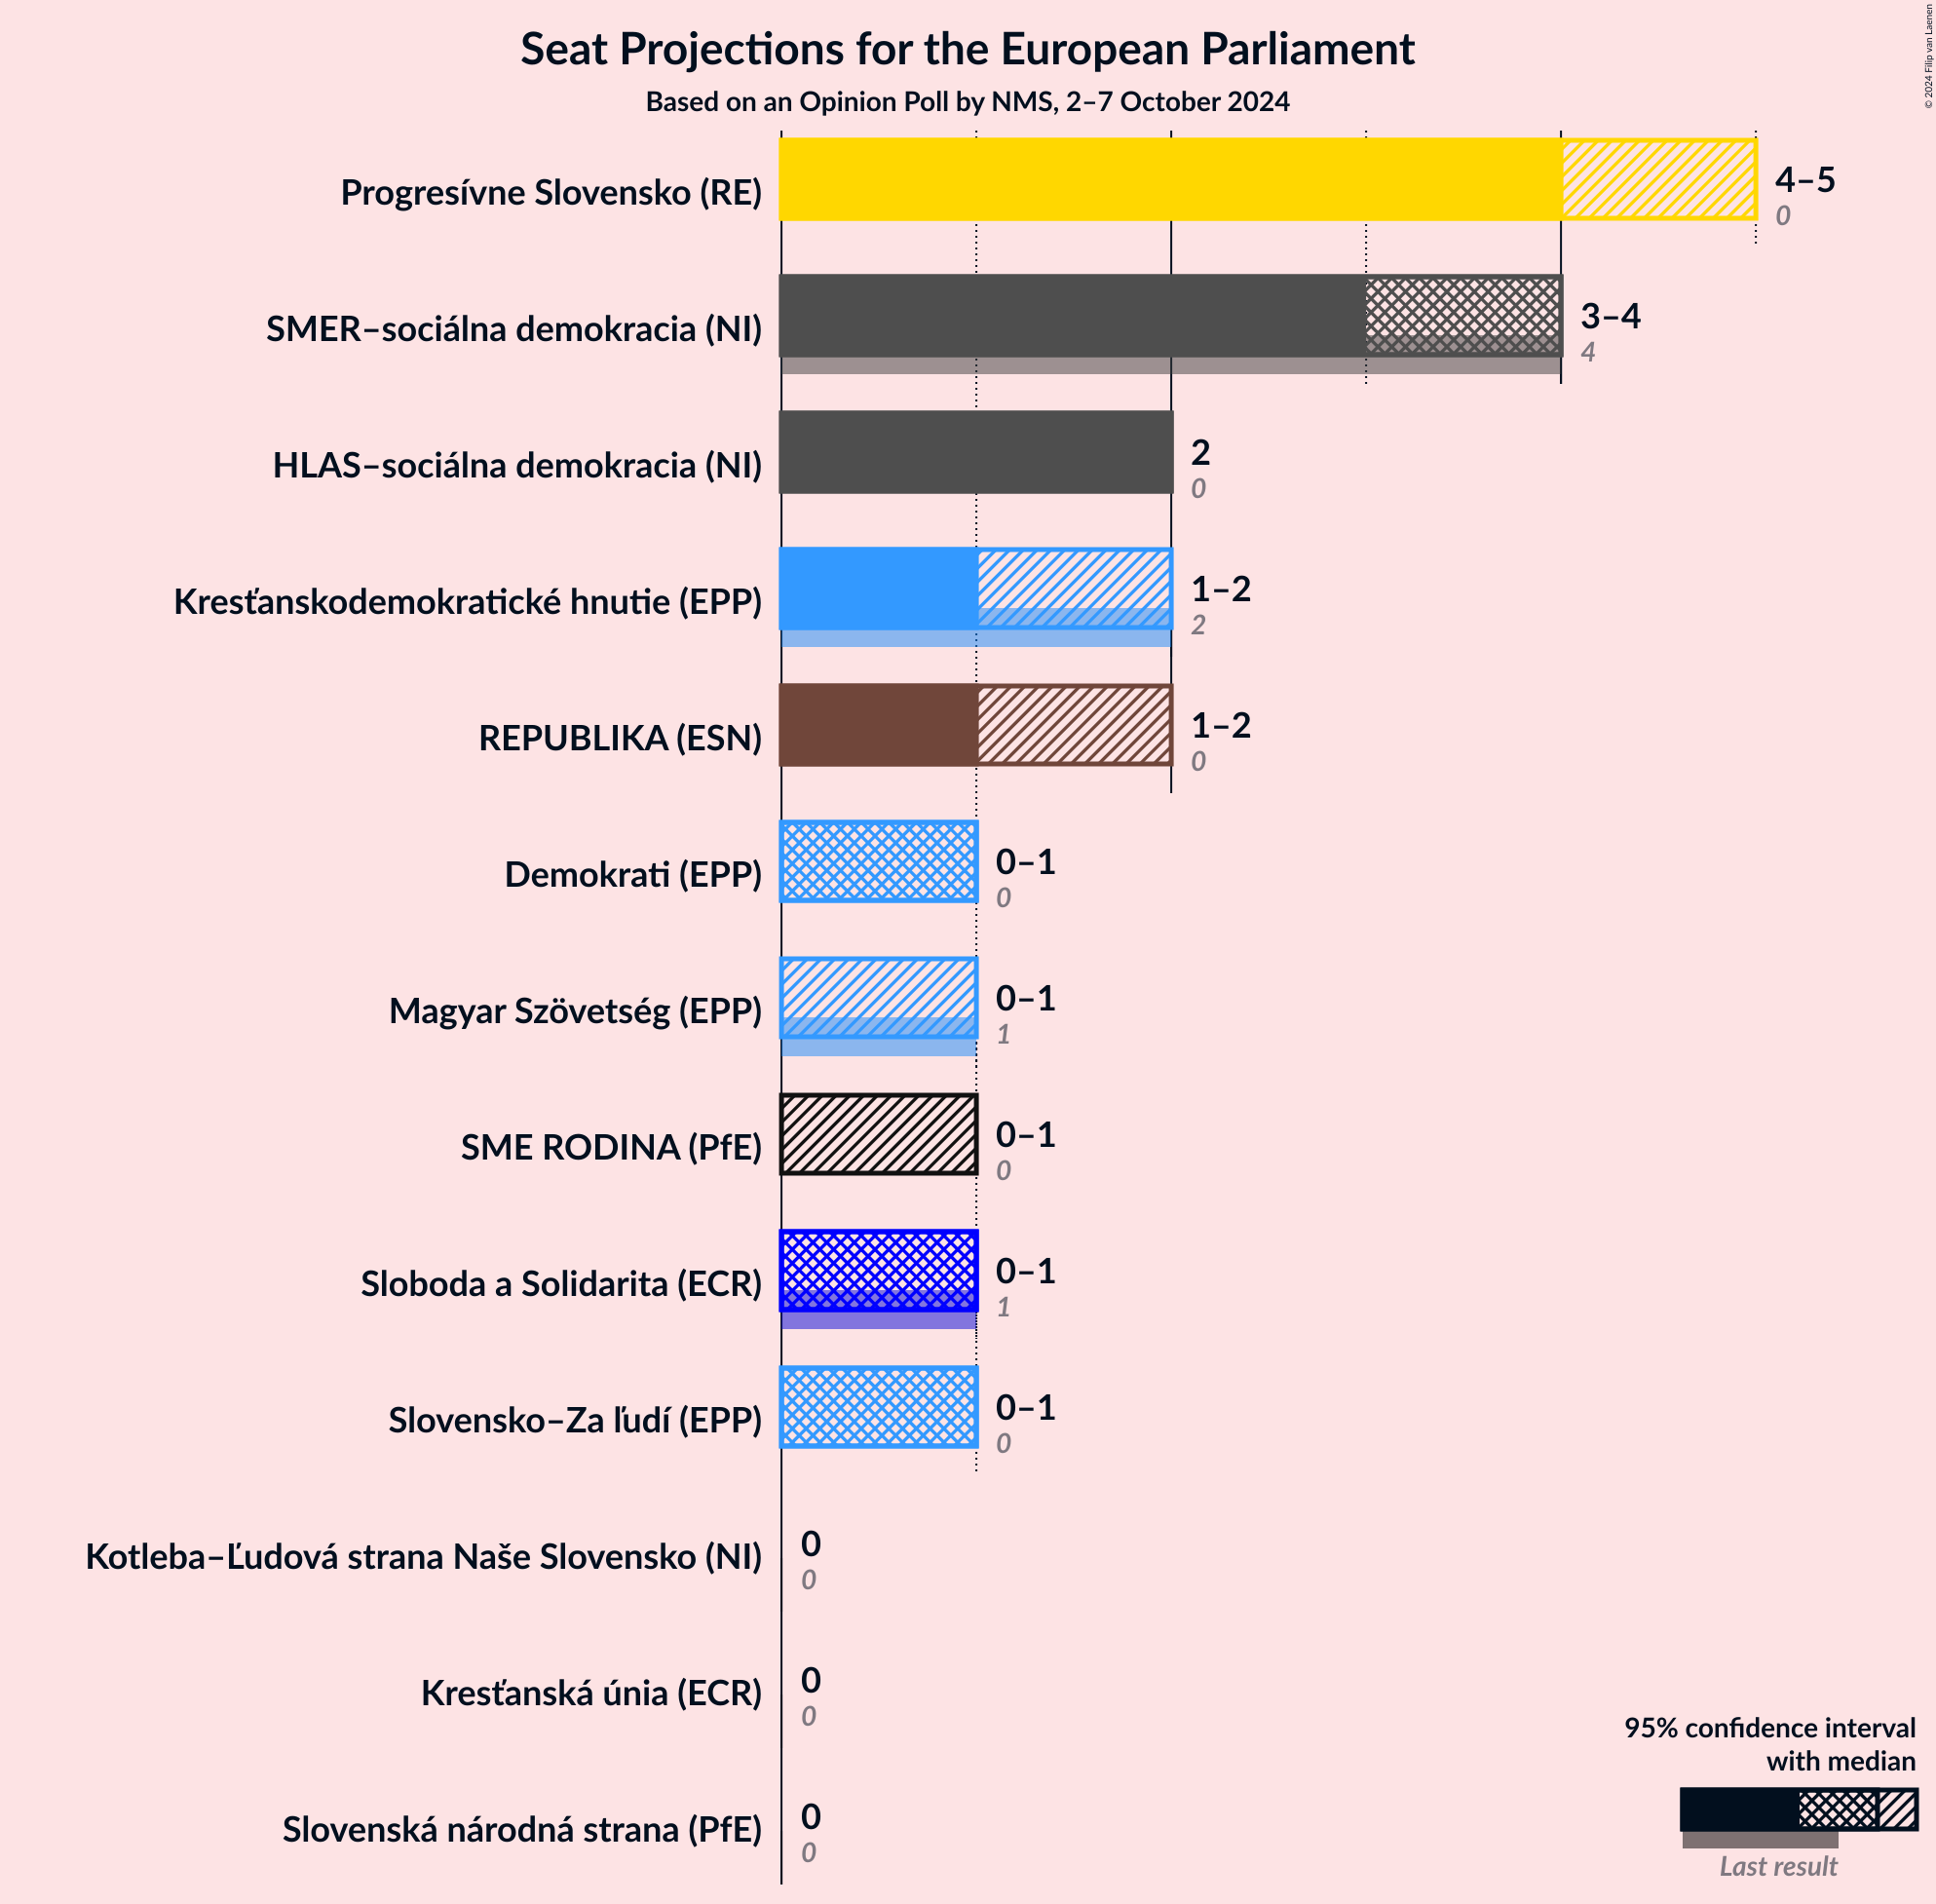 Seat Projections for the European Parliament
Based on an Opinion Poll by NMS, 2–7 October 2024
© 2024 Filip van Laenen
Progresívne Slovensko (RE)
4–5
0
SMER–sociálna demokracia (NI)
3–4
4
HLAS–sociálna demokracia (NI)
2
0
Kresťanskodemokratické hnutie (EPP)
1–2
2
REPUBLIKA (ESN)
1–2
0
Demokrati (EPP)
0–1
0
Magyar Szövetség (EPP)
0–1
1
SME RODINA (PfE)
0–1
0
Sloboda a Solidarita (ECR)
0–1
1
Slovensko–Za ľudí (EPP)
0–1
0
Kotleba–Ľudová strana Naše Slovensko (NI)
0
0
Kresťanská únia (ECR)
0
0
Slovenská národná strana (PfE)
0
0
95% confidence interval
with median
Last result